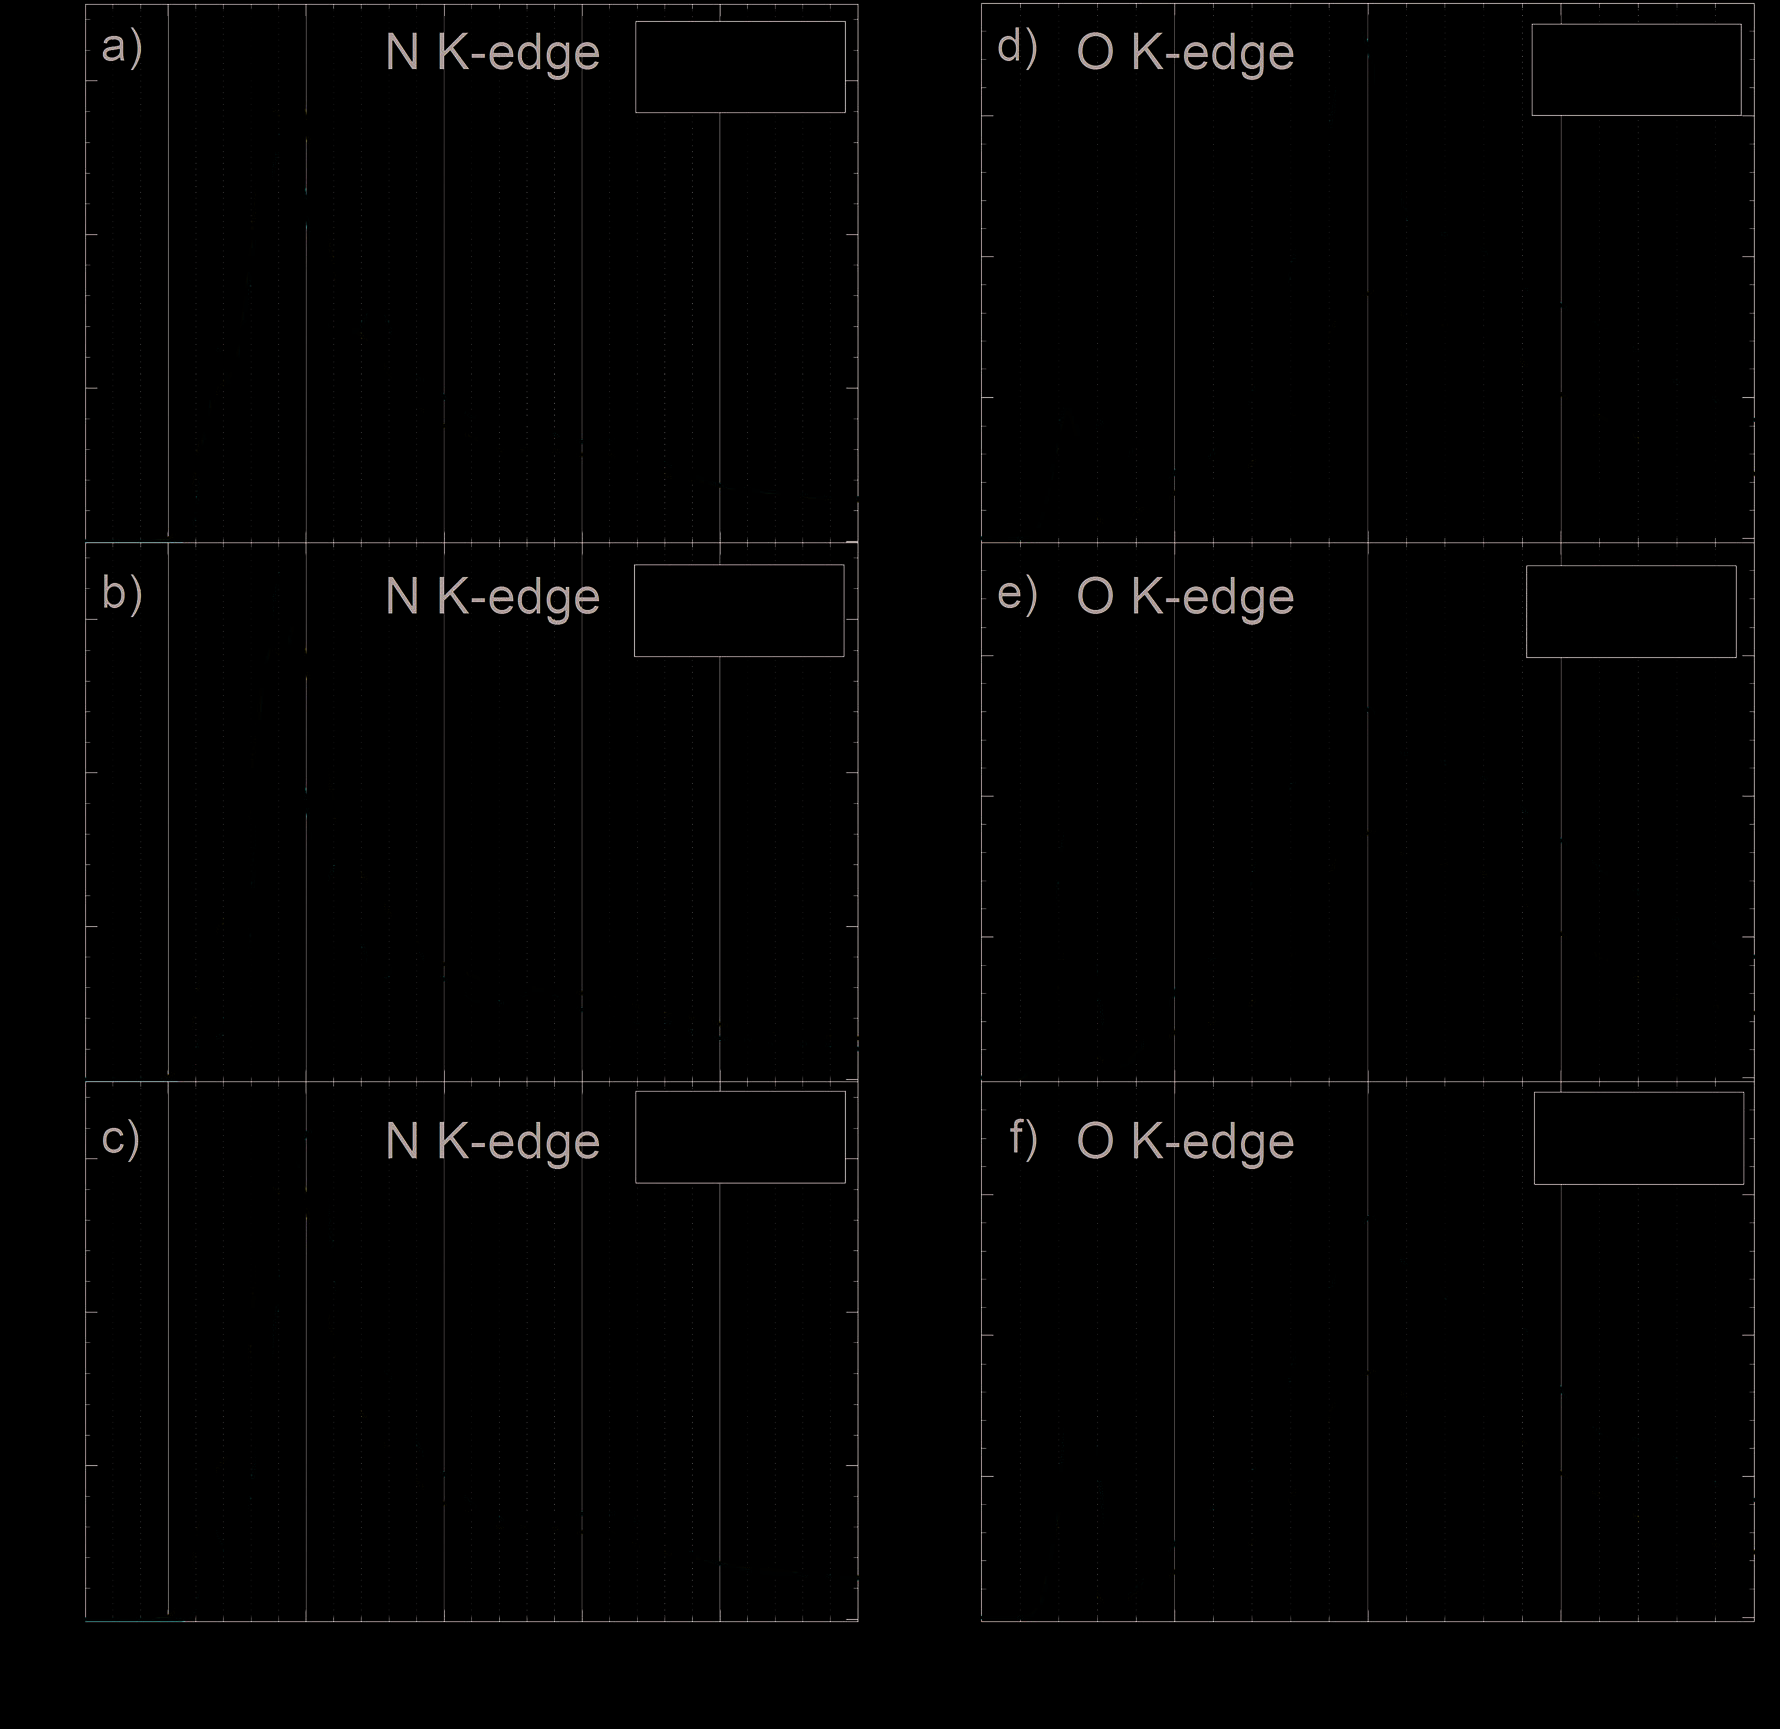 a) N K-edge
b) N K-edge
c) N K-edge
d) O K-edge
e) O K-edge
f) O K-edge